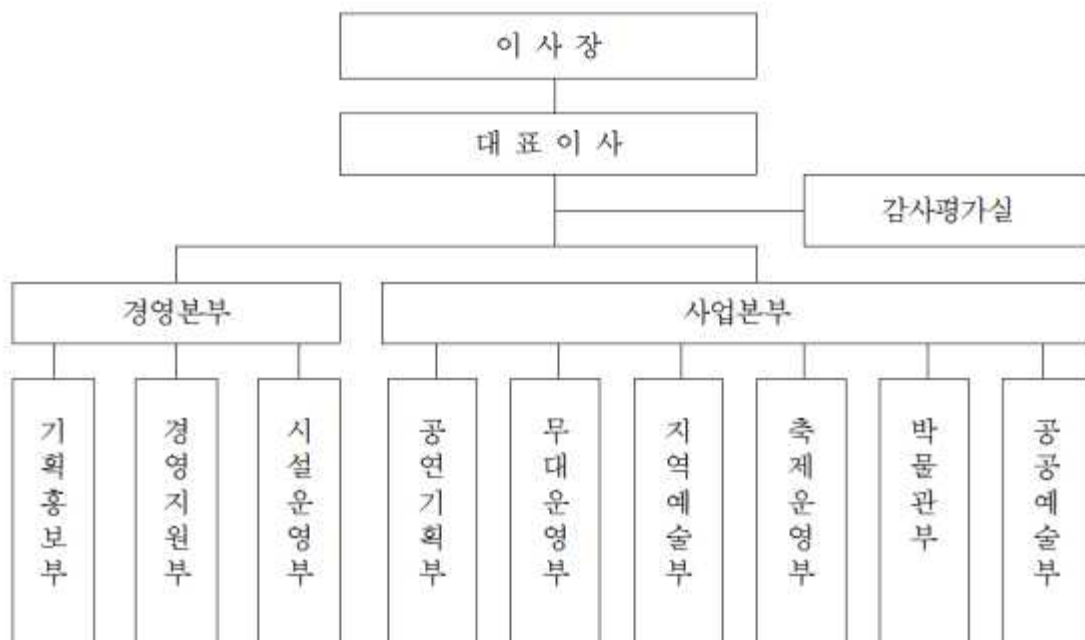 이 사 장
대 표 이 사
감사평가실
경영본부
사업본부
기획홍보부
경영지원부
시설운영부
공연기획부
무대운영부
지역예술부
축제운영부
박물관부
공공예술부